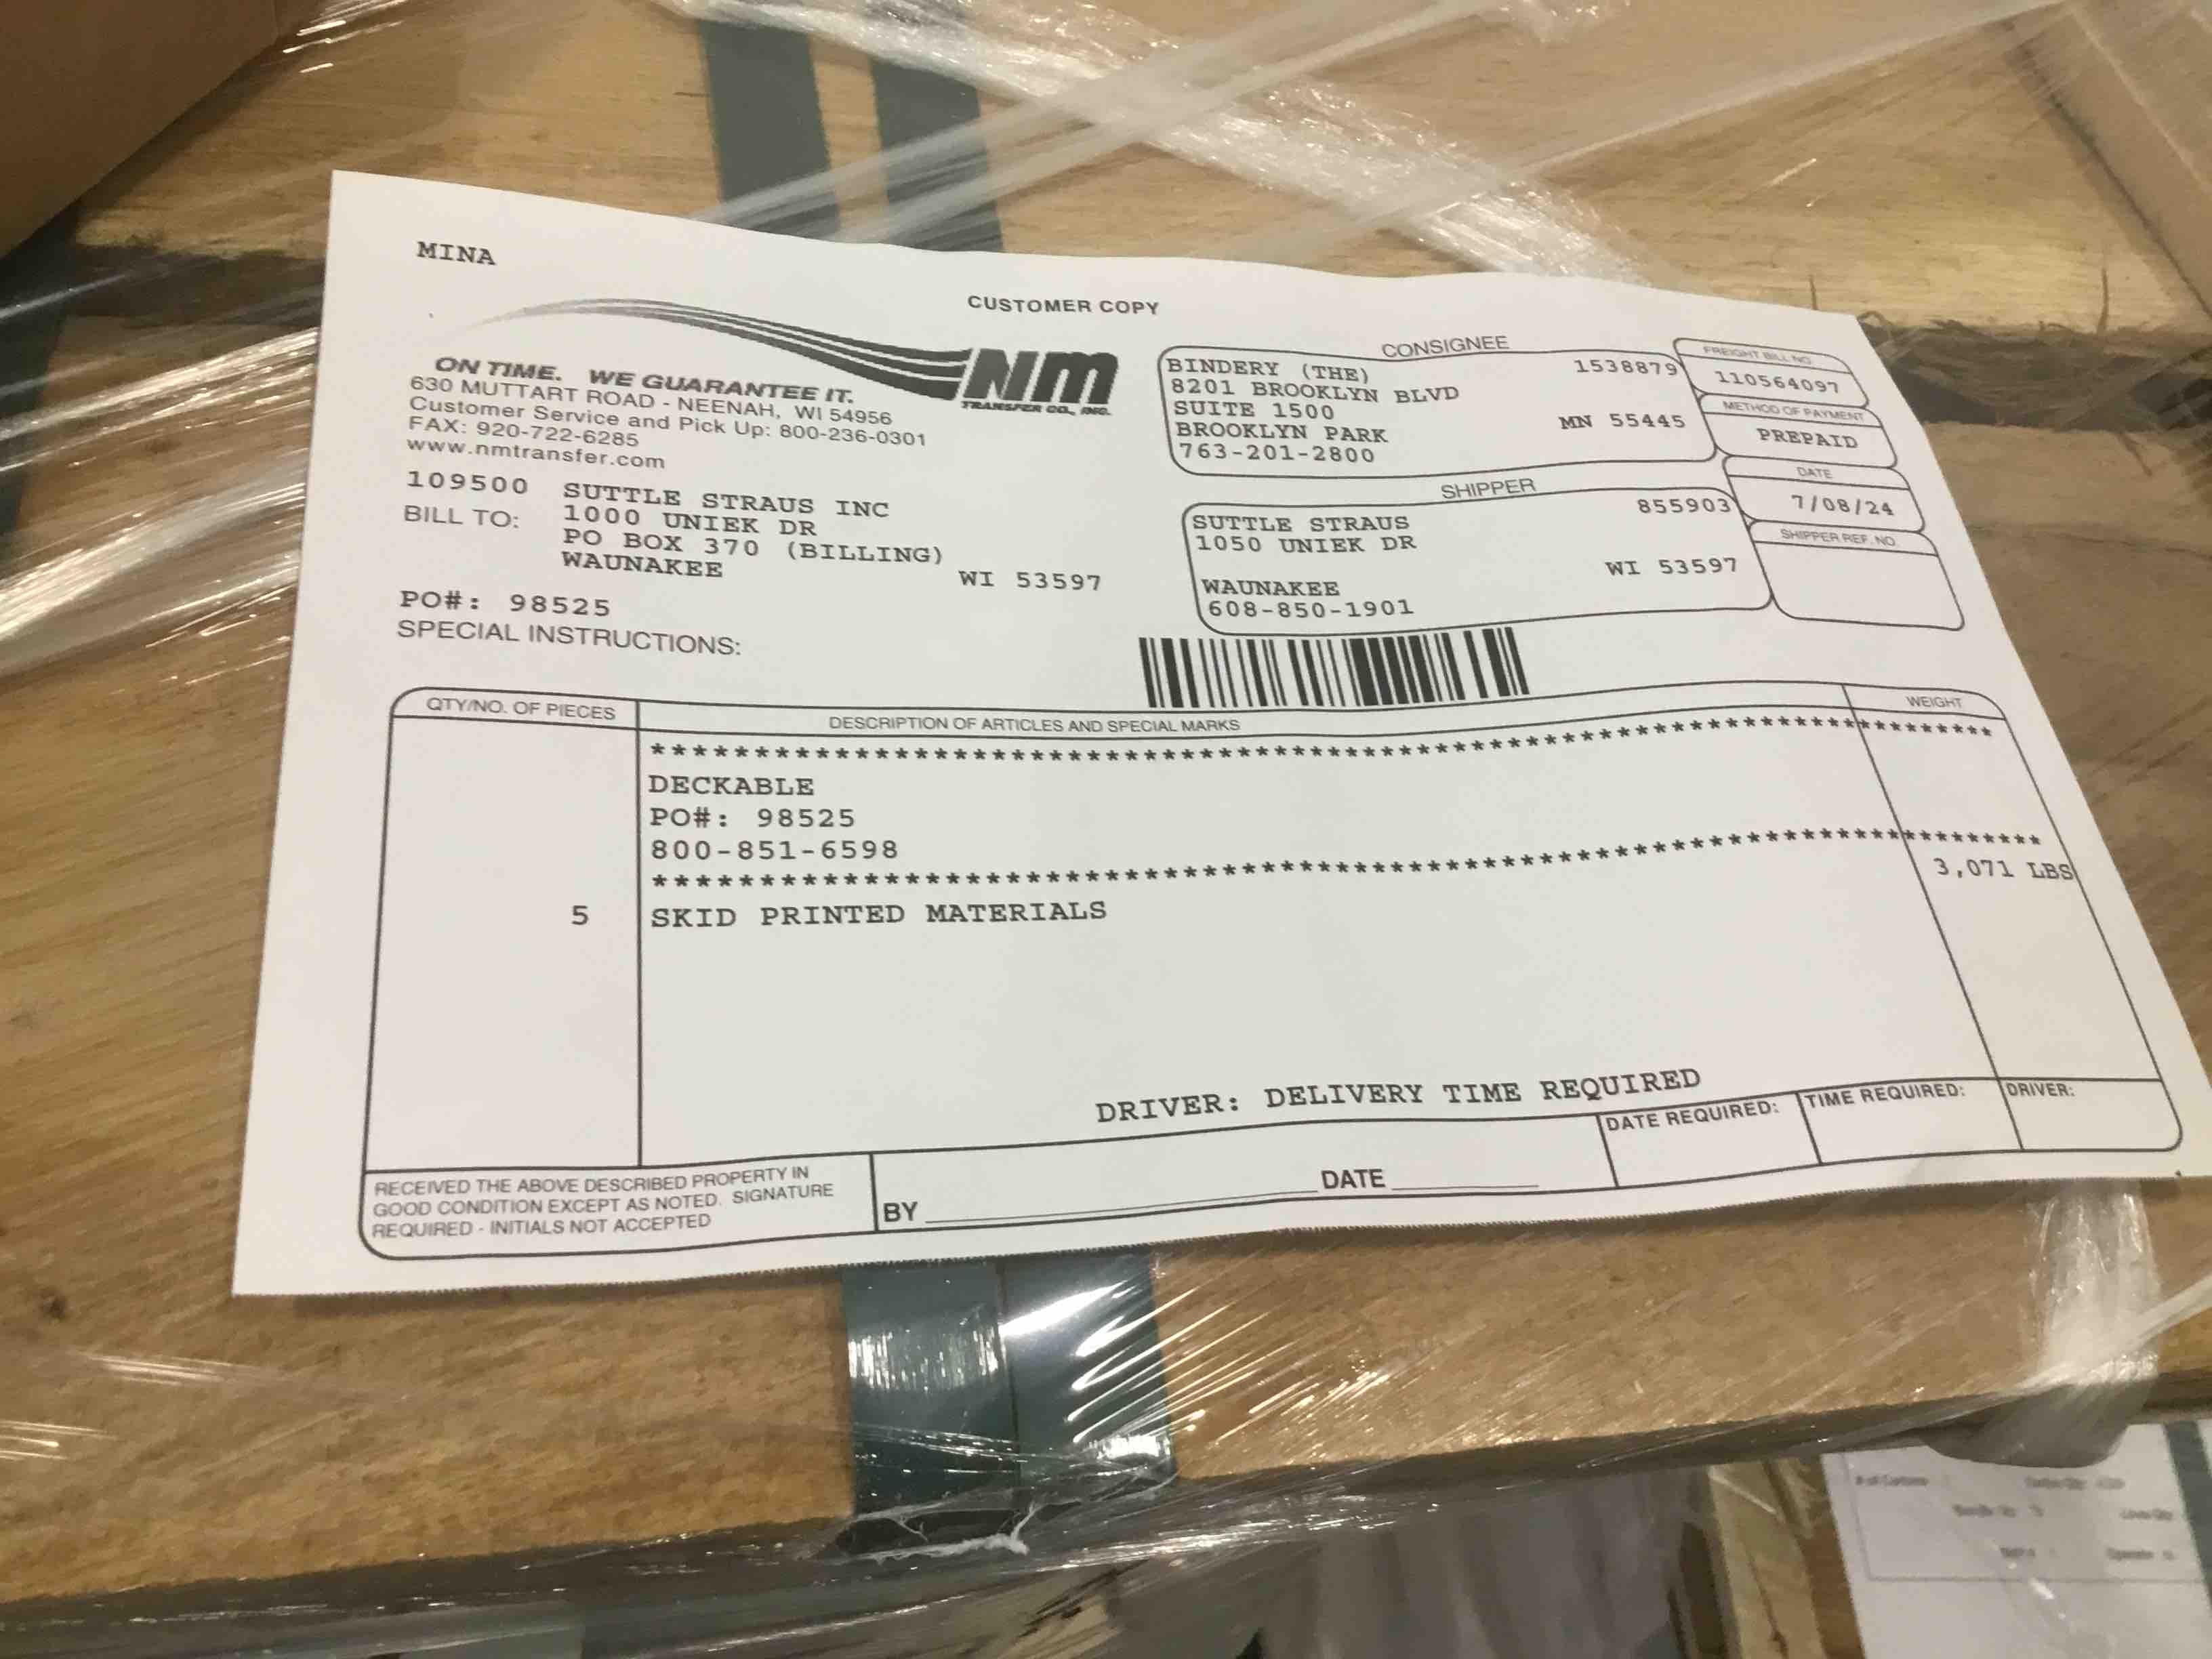 MINA
CUSTOMER COPY
ON TIME. WE GUARANTEE IT.
630 MUTTART ROAD - NEENAH, WI 54956
Customer Service and Pick Up: 800-236-0301
FAX: 920-722-6285
www.nmtransfer.com
NM
TRANSFER CO., INC.
CONSIGNEE
BINDERY (THE) 1538879
8201 BROOKLYN BLVD
SUITE 1500
BROOKLYN PARK MN 55445
763-201-2800
FREIGHT BILL NO.
110564097
METHOD OF PAYMENT
PREPAID
DATE
7/08/24
SHIPPER REF. NO.
109500 SUTTLE STRAUS INC
BILL TO: 1000 UNIEK DR
PO BOX 370 (BILLING)
WAUNAKEE WI 53597
SHIPPER
SUTTLE STRAUS 855903
1050 UNIEK DR
WAUNAKEE WI 53597
608-850-1901
PO#: 98525
SPECIAL INSTRUCTIONS:
QTY/NO. OF PIECES DESCRIPTION OF ARTICLES AND SPECIAL MARKS WEIGHT
DECKABLE
PO#: 98525
800-851-6598
5 SKID PRINTED MATERIALS 3,071 LBS
DRIVER: DELIVERY TIME REQUIRED
RECEIVED THE ABOVE DESCRIBED PROPERTY IN
GOOD CONDITION EXCEPT AS NOTED. SIGNATURE
REQUIRED - INITIALS NOT ACCEPTED
BY DATE
DATE REQUIRED: TIME REQUIRED: DRIVER:
# of Cartons